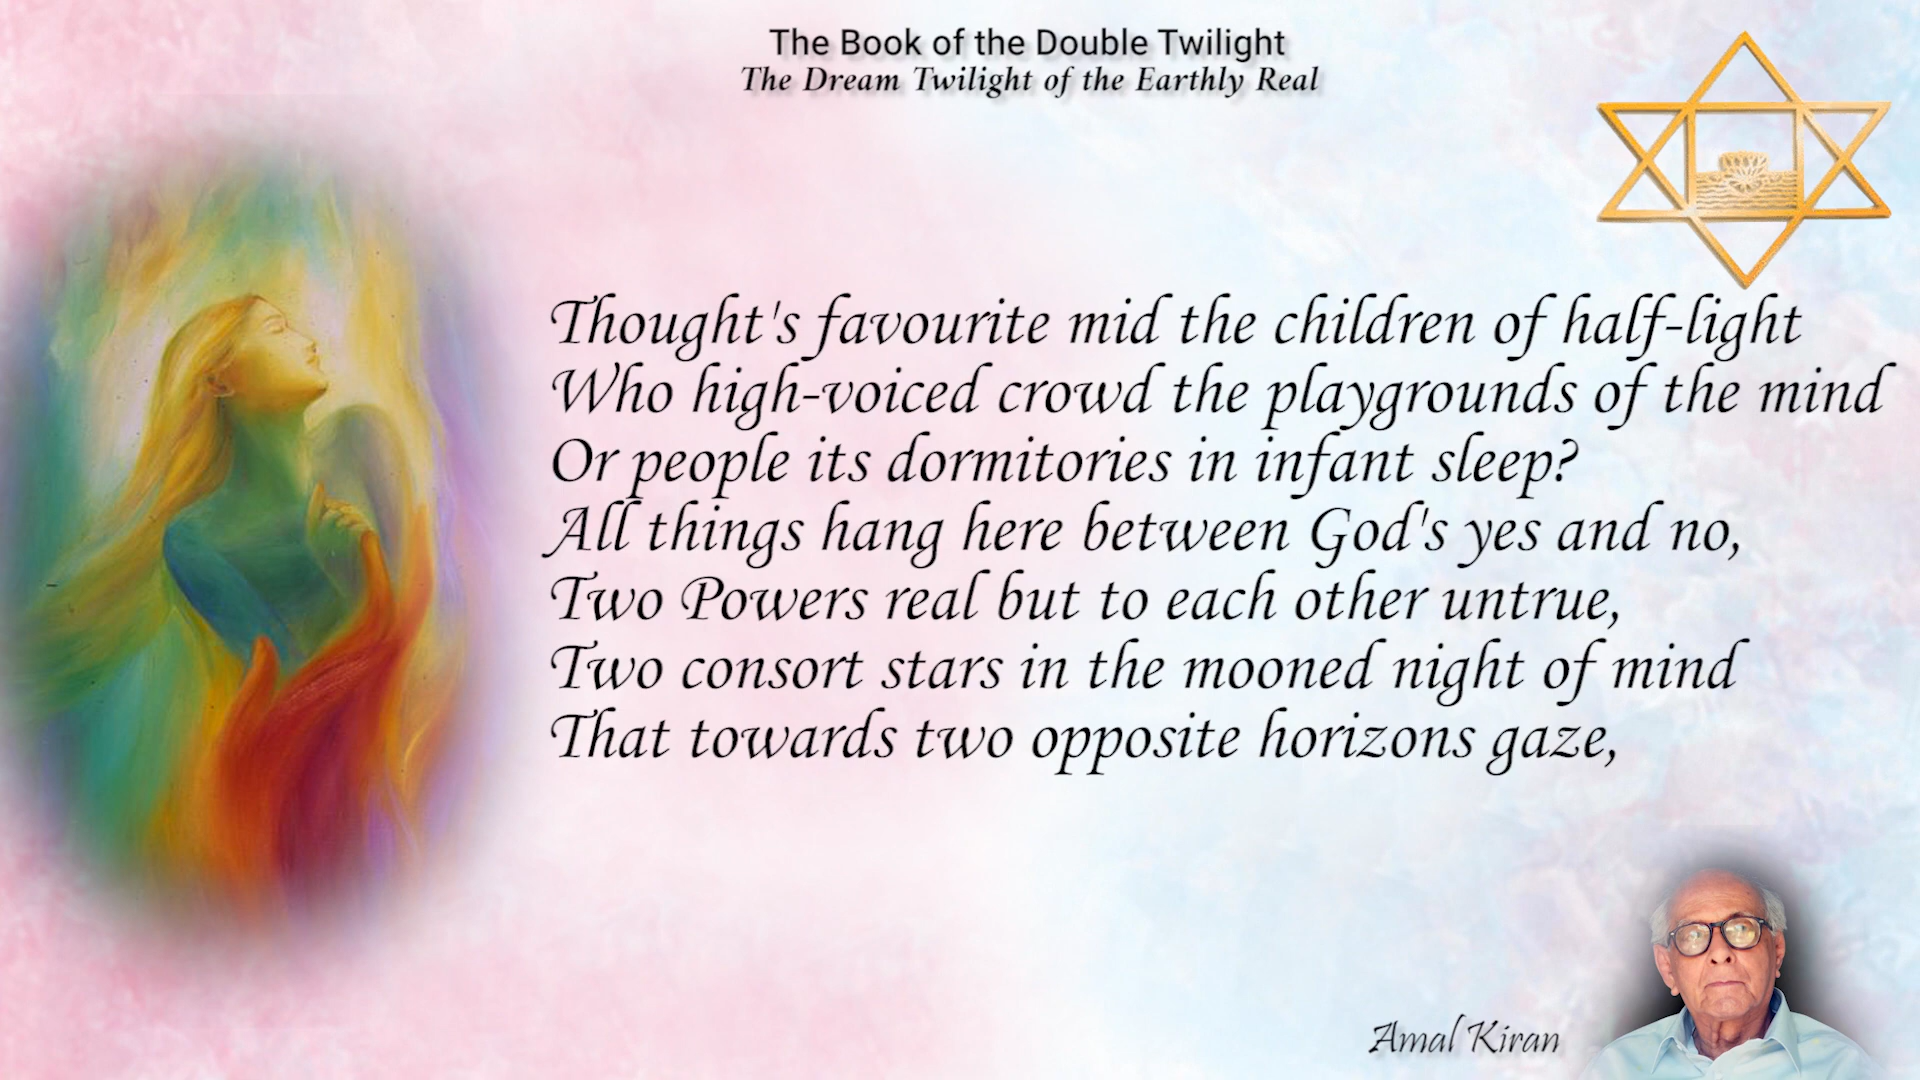 The Book of the Double Twilight
The Dream Twilight of the Earthly Real
Thought's favourite mid the children of half-light
Who high-voiced crowd the playgrounds of the mind
Or people its dormitories in infant sleep?
All things hang here between God's yes and no,
Two Powers real but to each other untrue,
Two consort stars in the mooned night of mind
That towards two opposite horizons gaze,
Amal Kiran